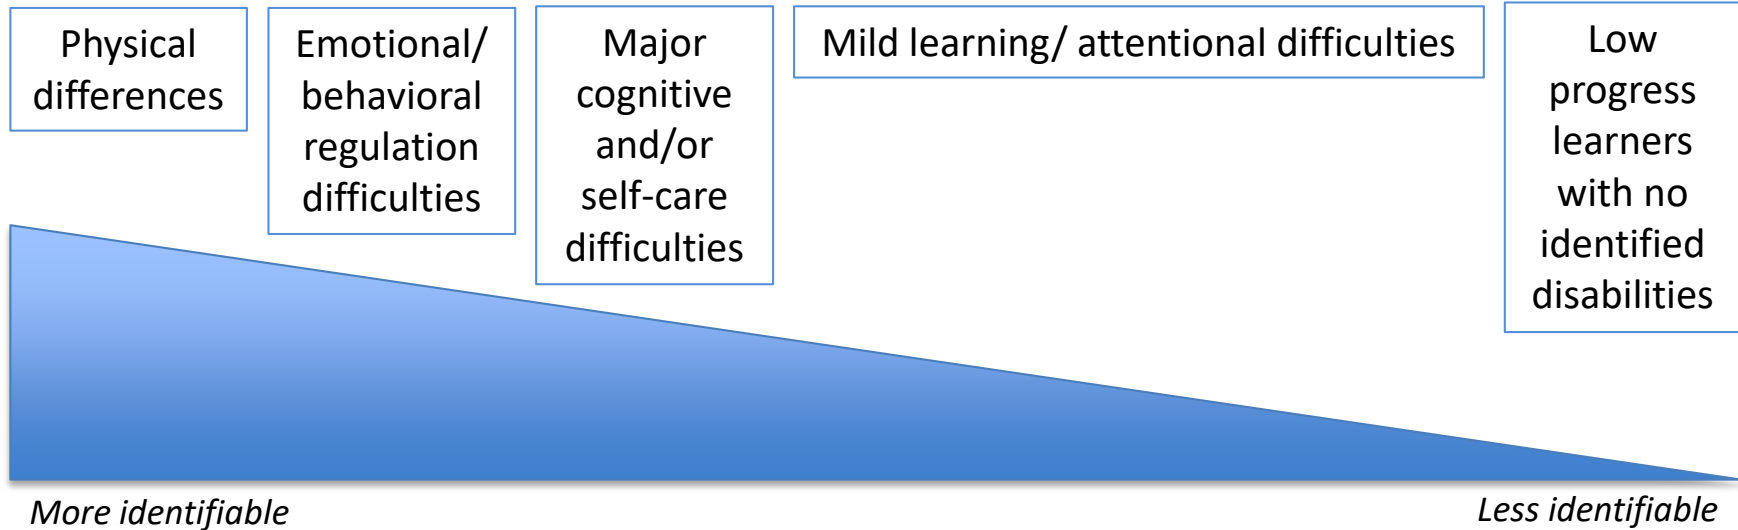 Physical
differences
Emotional/
behavioral
regulation
difficulties
Major
cognitive
and/or
self-care
difficulties
Mild learning/ attentional difficulties
Low
progress
learners
with no
identified
disabilities
More identifiable
Less identifiable